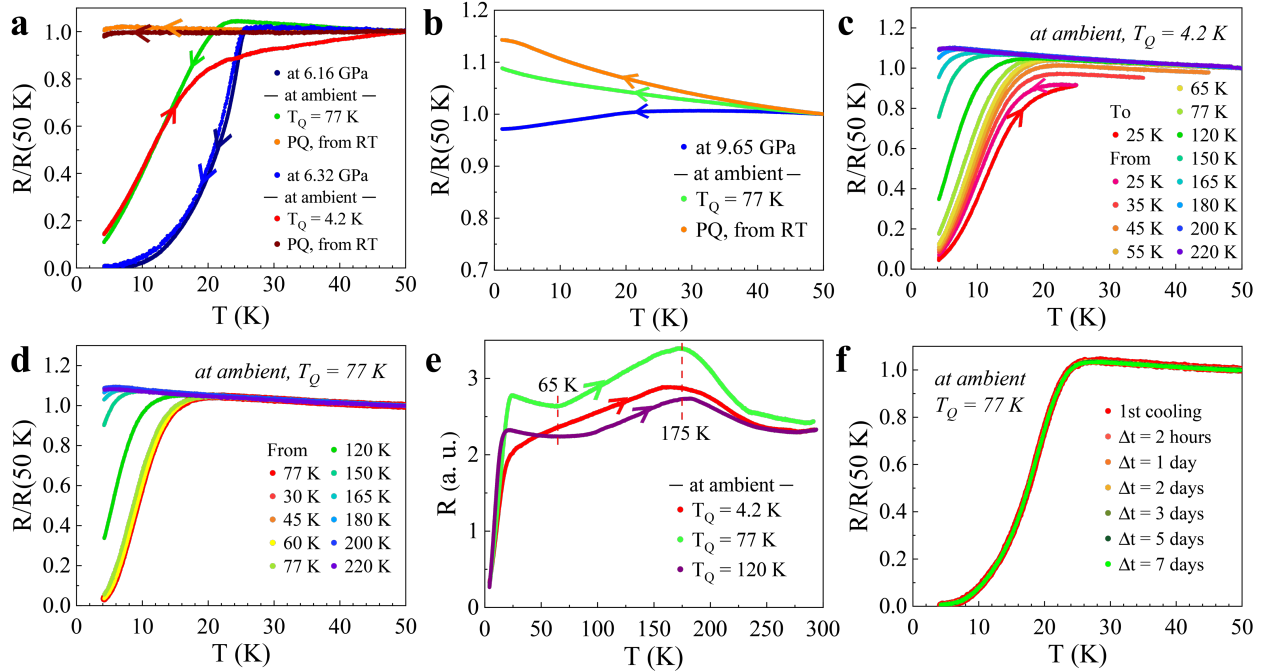 a
R/R(50 K)
1.0
0.8
0.6
0.4
0.2
0.0
at 6.16 GPa
— at ambient —
T_Q = 77 K
PQ, from RT
at 6.32 GPa
— at ambient —
T_Q = 4.2 K
PQ, from RT
0 10 20 30 40 50
T (K)
b
R/R(50 K)
1.2
1.1
1.0
0.9
0.8
0.7
at 9.65 GPa
— at ambient —
T_Q = 77 K
PQ, from RT
0 10 20 30 40 50
T (K)
c
at ambient, T_Q = 4.2 K
R/R(50 K)
1.2
1.0
0.8
0.6
0.4
0.2
0.0
To
25 K
From
25 K
35 K
45 K
55 K
65 K
77 K
120 K
150 K
165 K
180 K
200 K
220 K
0 10 20 30 40 50
T (K)
d
at ambient, T_Q = 77 K
R/R(50 K)
1.2
1.0
0.8
0.6
0.4
0.2
0.0
From
77 K
30 K
45 K
60 K
77 K
120 K
150 K
165 K
180 K
200 K
220 K
0 10 20 30 40 50
T (K)
e
R (a. u.)
3
2
1
0
65 K
175 K
— at ambient —
T_Q = 4.2 K
T_Q = 77 K
T_Q = 120 K
0 50 100 150 200 250 300
T (K)
f
at ambient
T_Q = 77 K
R/R(50 K)
1.0
0.8
0.6
0.4
0.2
0.0
1st cooling
Δt = 2 hours
Δt = 1 day
Δt = 2 days
Δt = 3 days
Δt = 5 days
Δt = 7 days
0 10 20 30 40 50
T (K)